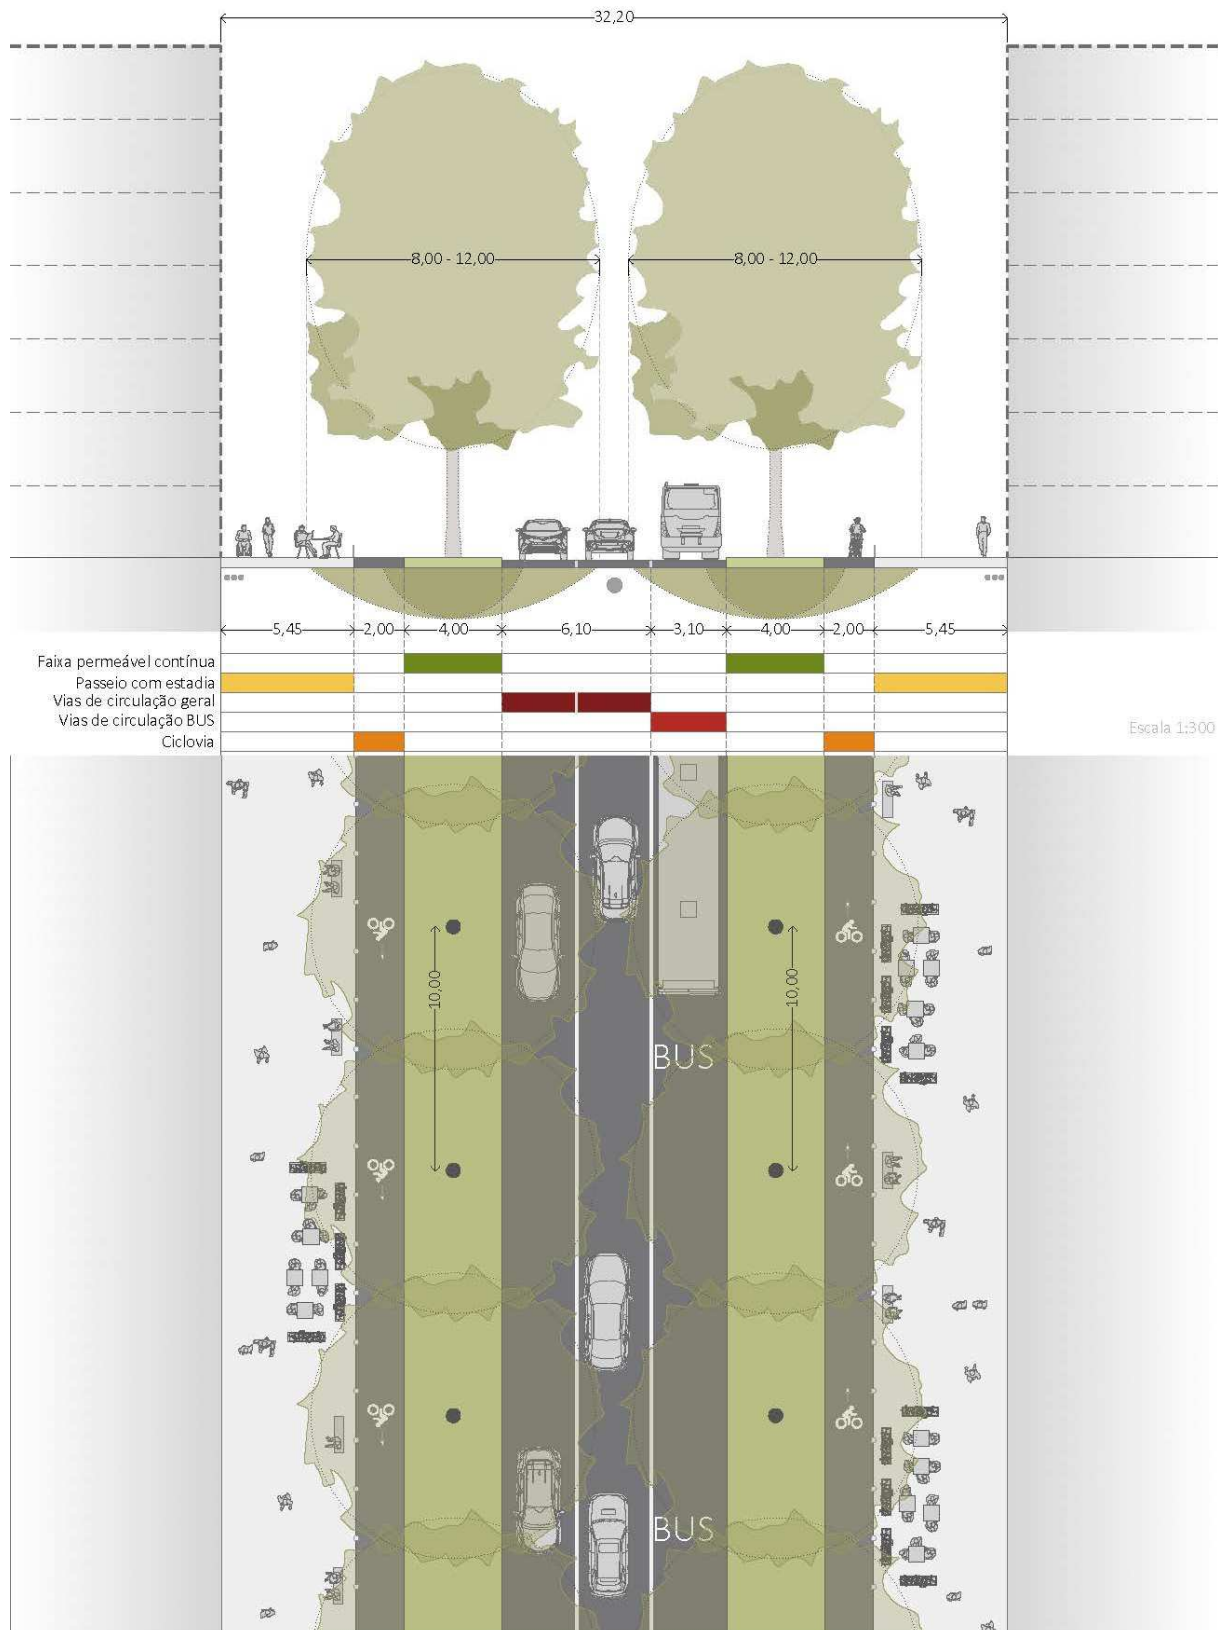 32,20
8,00 - 12,00 8,00 - 12,00
5,45 2,00 4,00 6,10 3,10 4,00 2,00 5,45
Faixa permeável contínua
Passeio com estadia
Vias de circulação geral
Vias de circulação BUS
Ciclovia
Escala 1:300
10,00 10,00
BUS
BUS